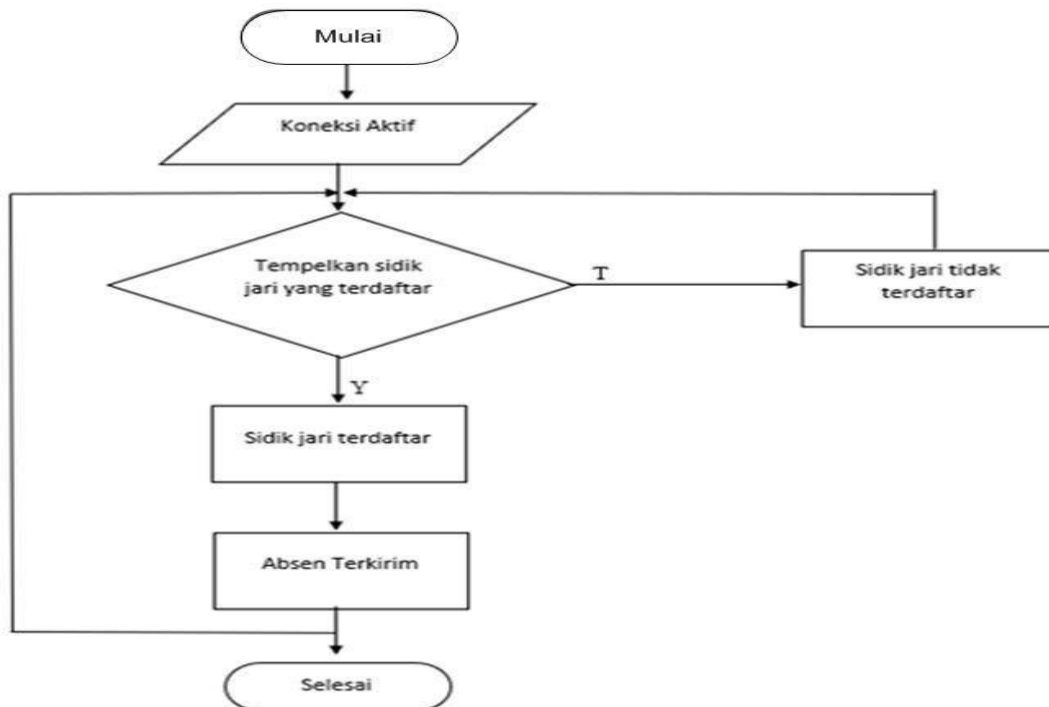 Mulai
Koneksi Aktif
Tempelkan sidik
jari yang terdaftar
T
Sidik jari tidak
terdaftar
Y
Sidik jari terdaftar
Absen Terkirim
Selesai